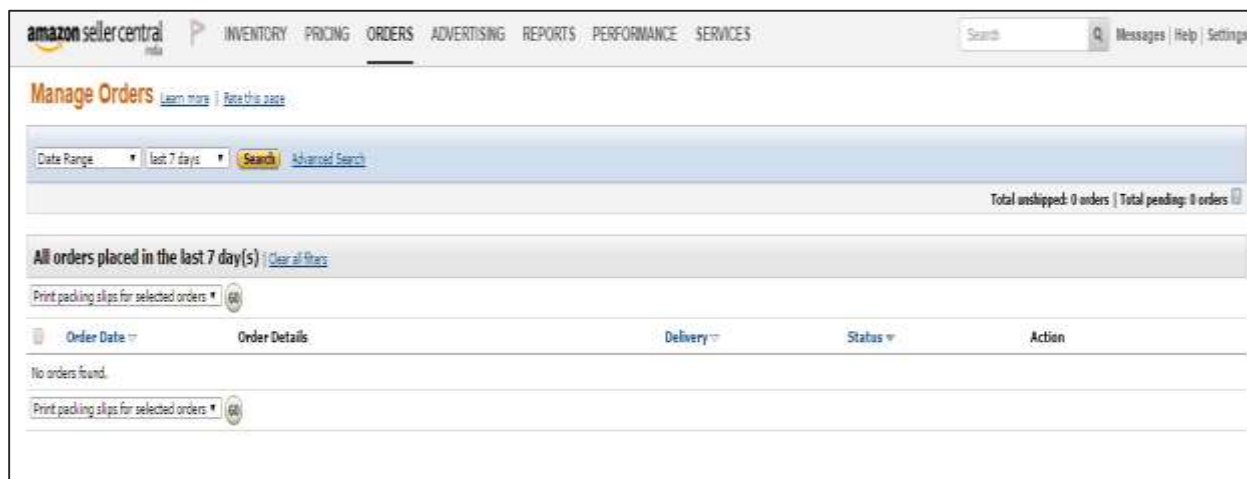 amazon seller central INVENTORY PRICING ORDERS ADVERTISING REPORTS PERFORMANCE SERVICES Search Messages | Help | Settings
india
Manage Orders Learn more | Rate this page
Date Range last 7 days Search Advanced Search
Total unshipped: 0 orders | Total pending: 0 orders
All orders placed in the last 7 day(s) | Clear all filters
Print packing slips for selected orders GO
Order Date Order Details Delivery Status Action
No orders found.
Print packing slips for selected orders GO